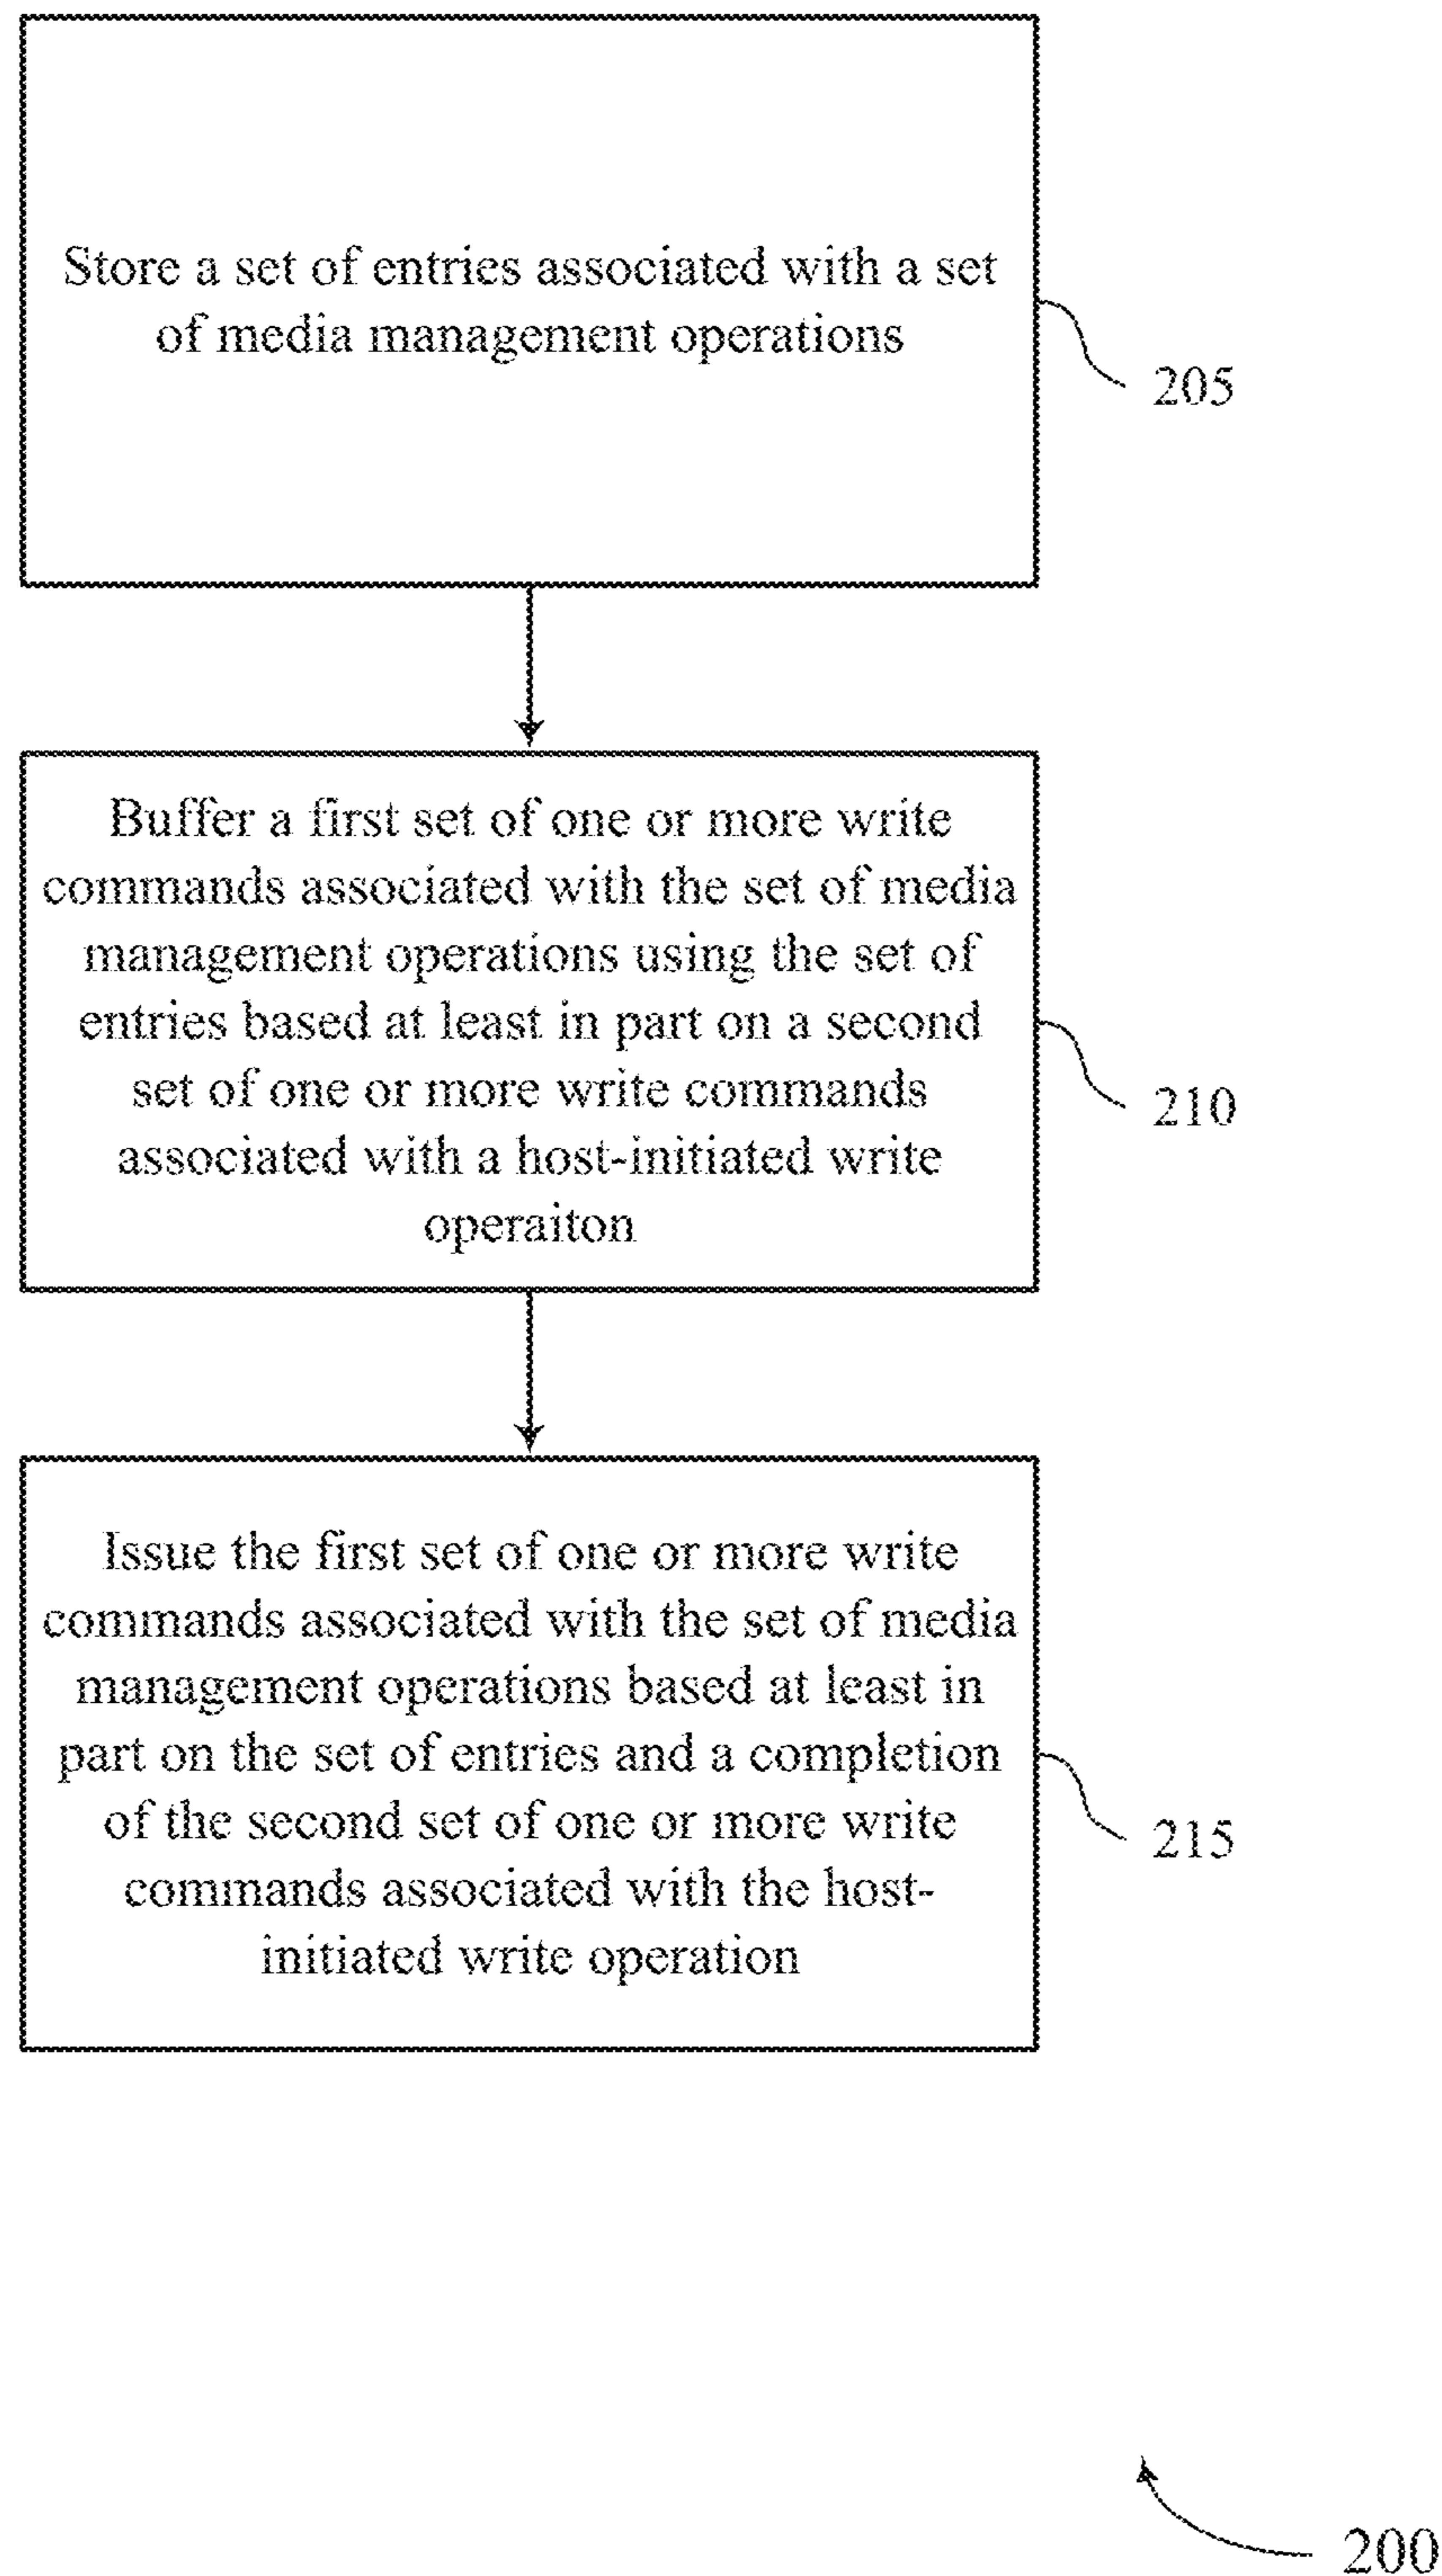 Store a set of entries associated with a set
of media management operations
205
Buffer a first set of one or more write
commands associated with the set of media
management operations using the set of
entries based at least in part on a second
set of one or more write commands
associated with a host-initiated write
operaiton
210
Issue the first set of one or more write
commands associated with the set of media
management operations based at least in
part on the set of entries and a completion
of the second set of one or more write
commands associated with the host-
initiated write operation
215
200